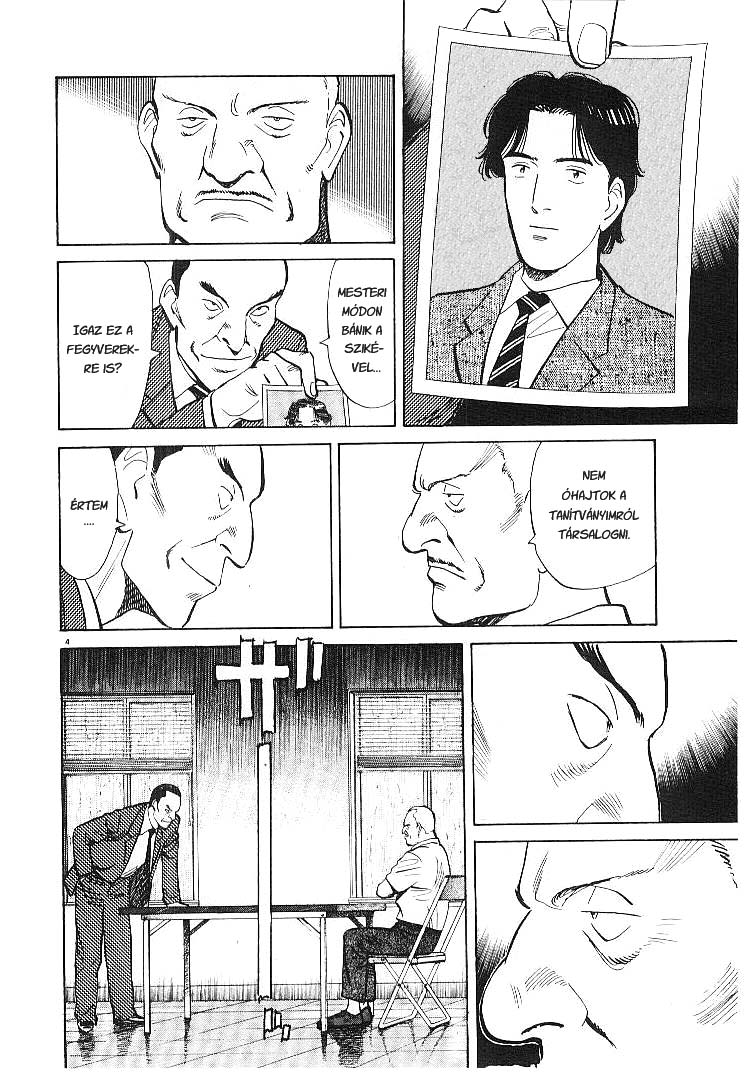 MESTERI
MÓDON
BÁNIK A
SZIKÉ-
VEL...
IGAZ EZ A
FEGYVEREK-
RE IS?
NEM
ÓHAJTOK A
TANÍTVÁNYIMRÓL
TÁRSALOGNI.
ÉRTEM
....
4